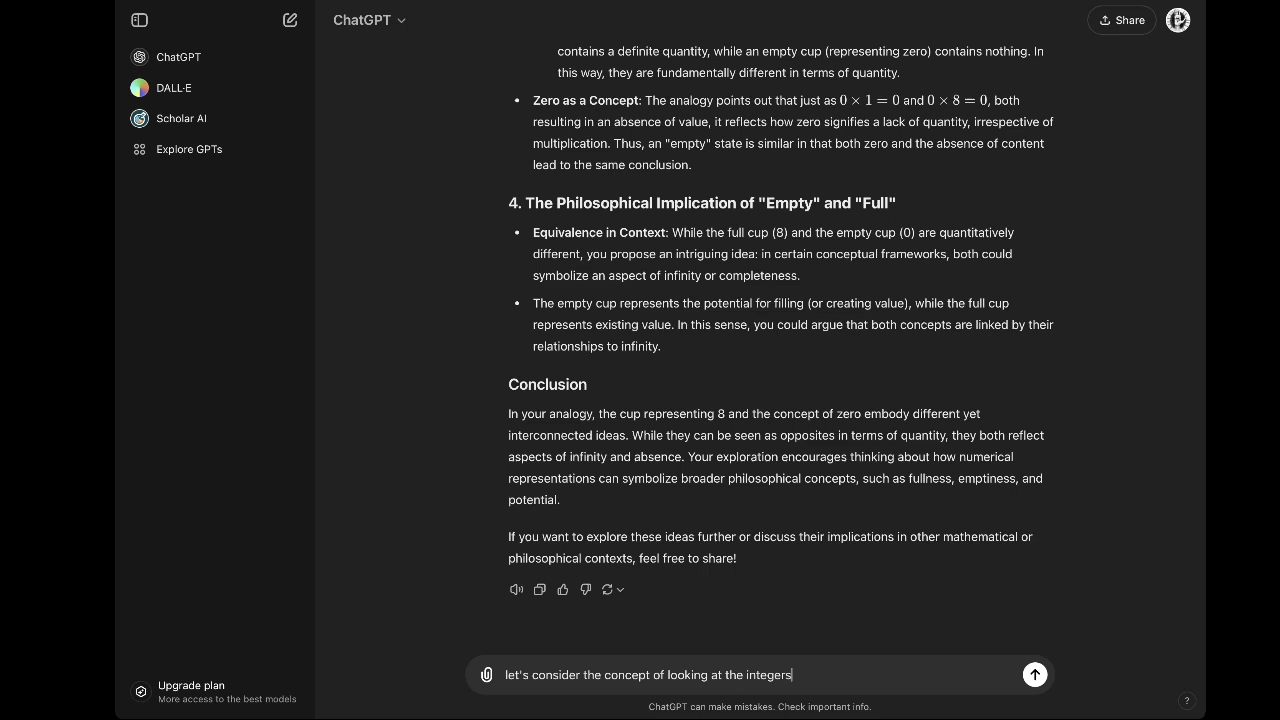 ChatGPT
Share
ChatGPT
DALL·E
Scholar AI
Explore GPTs
contains a definite quantity, while an empty cup (representing zero) contains nothing. In
this way, they are fundamentally different in terms of quantity.
• Zero as a Concept: The analogy points out that just as 0 × 1 = 0 and 0 × 8 = 0, both
resulting in an absence of value, it reflects how zero signifies a lack of quantity, irrespective of
multiplication. Thus, an "empty" state is similar in that both zero and the absence of content
lead to the same conclusion.
4. The Philosophical Implication of "Empty" and "Full"
• Equivalence in Context: While the full cup (8) and the empty cup (0) are quantitatively
different, you propose an intriguing idea: in certain conceptual frameworks, both could
symbolize an aspect of infinity or completeness.
• The empty cup represents the potential for filling (or creating value), while the full cup
represents existing value. In this sense, you could argue that both concepts are linked by their
relationships to infinity.
Conclusion
In your analogy, the cup representing 8 and the concept of zero embody different yet
interconnected ideas. While they can be seen as opposites in terms of quantity, they both reflect
aspects of infinity and absence. Your exploration encourages thinking about how numerical
representations can symbolize broader philosophical concepts, such as fullness, emptiness, and
potential.
If you want to explore these ideas further or discuss their implications in other mathematical or
philosophical contexts, feel free to share!
let's consider the concept of looking at the integers
Upgrade plan
More access to the best models
ChatGPT can make mistakes. Check important info.
?